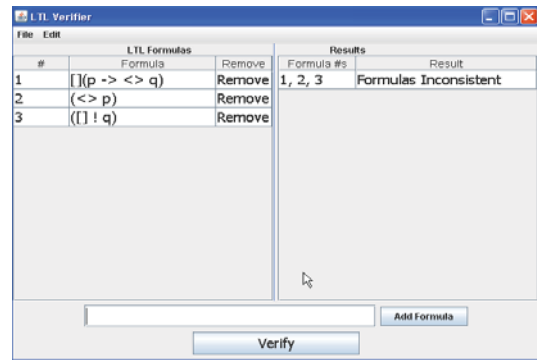 LTL Verifier
File Edit
LTL Formulas Results
# Formula Remove Formula #s Result
1 [](p -> <> q) Remove 1, 2, 3 Formulas Inconsistent
2 (<> p) Remove
3 ([] ! q) Remove
Add Formula
Verify